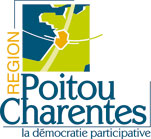 REGION
Poitou
Charentes
la démocratie participative